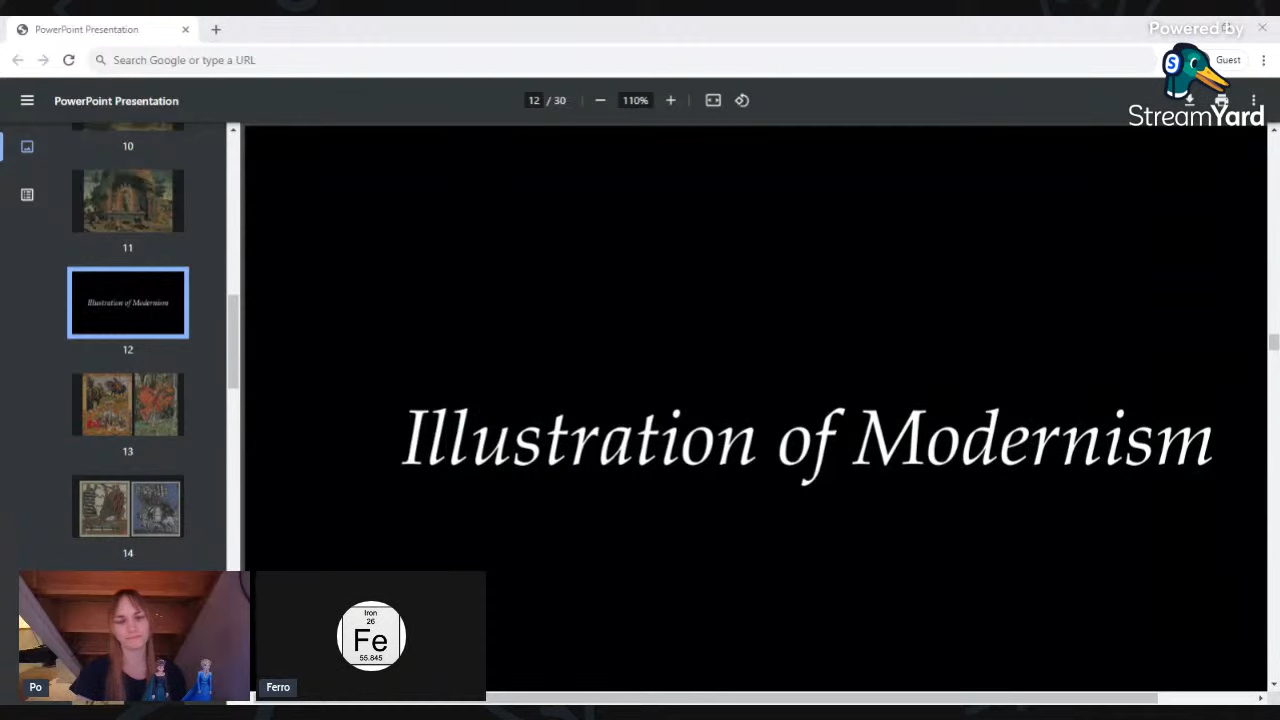 PowerPoint Presentation
Powered by
Search Google or type a URL
Guest
PowerPoint Presentation
12 / 30
110%
StreamYard
10
11
Illustration of Modernism
12
13
14
Illustration of Modernism
Iron
26
Fe
55.845
Po
Ferro